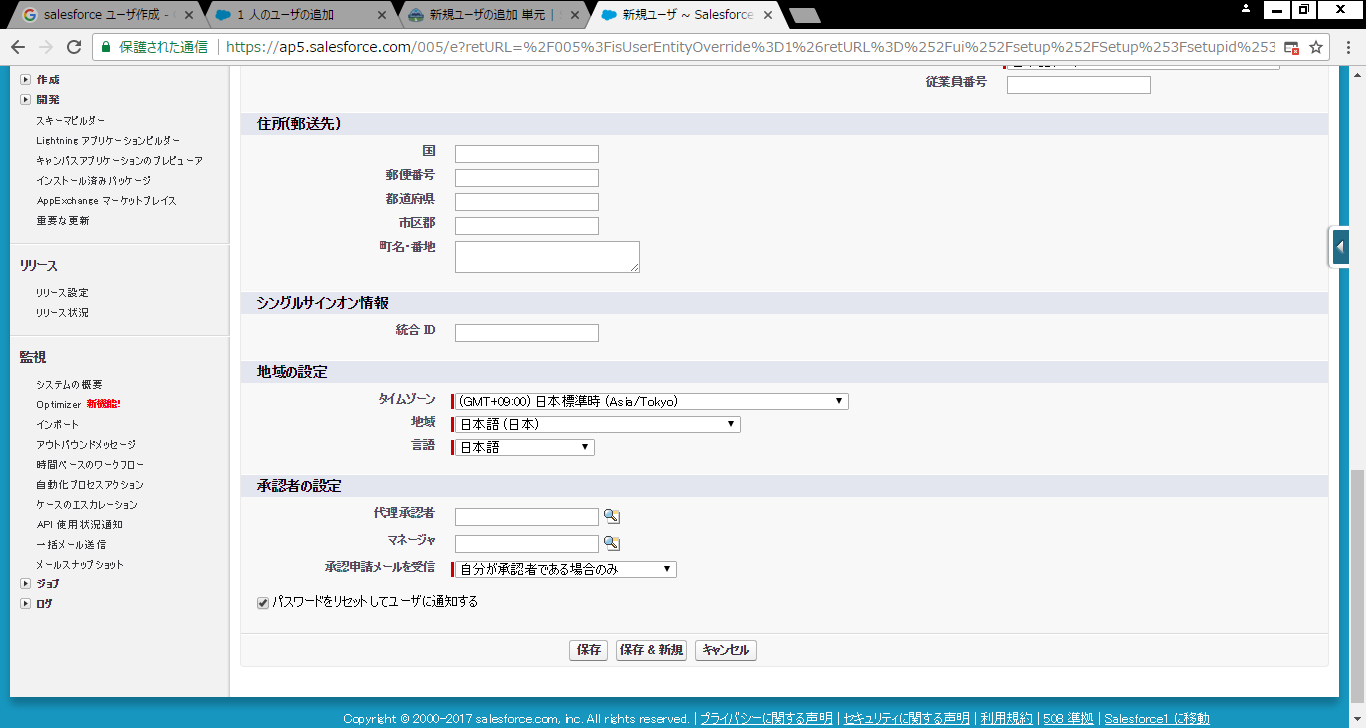 salesforce ユーザ作成 -
1 人のユーザの追加
新規ユーザの追加 単元 |
新規ユーザ ~ Salesforce
保護された通信
https://ap5.salesforce.com/005/e?retURL=%2F005%3FisUserEntityOverride%3D1%26retURL%3D%252Fui%252Fsetup%252FSetup%253Fsetupid%253
作成
開発
スキーマビルダー
Lightning アプリケーションビルダー
キャンバスアプリケーションのプレビューア
インストール済みパッケージ
AppExchange マーケットプレイス
重要な更新
リリース
リリース設定
リリース状況
監視
システムの概要
Optimizer 新機能!
インポート
アウトバウンドメッセージ
時間ベースのワークフロー
自動化プロセスアクション
ケースのエスカレーション
API 使用状況通知
一括メール送信
メールスナップショット
ジョブ
ログ
従業員番号
住所(郵送先)
国
郵便番号
都道府県
市区郡
町名・番地
シングルサインオン情報
統合 ID
地域の設定
タイムゾーン (GMT+09:00) 日本標準時 (Asia/Tokyo)
地域 日本語 (日本)
言語 日本語
承認者の設定
代理承認者
マネージャ
承認申請メールを受信 自分が承認者である場合のみ
パスワードをリセットしてユーザに通知する
保存 保存 & 新規 キャンセル
Copyright © 2000-2017 salesforce.com, inc. All rights reserved. | プライバシーに関する声明 | セキュリティに関する声明 | 利用規約 | 508 準拠 | Salesforce1 に移動